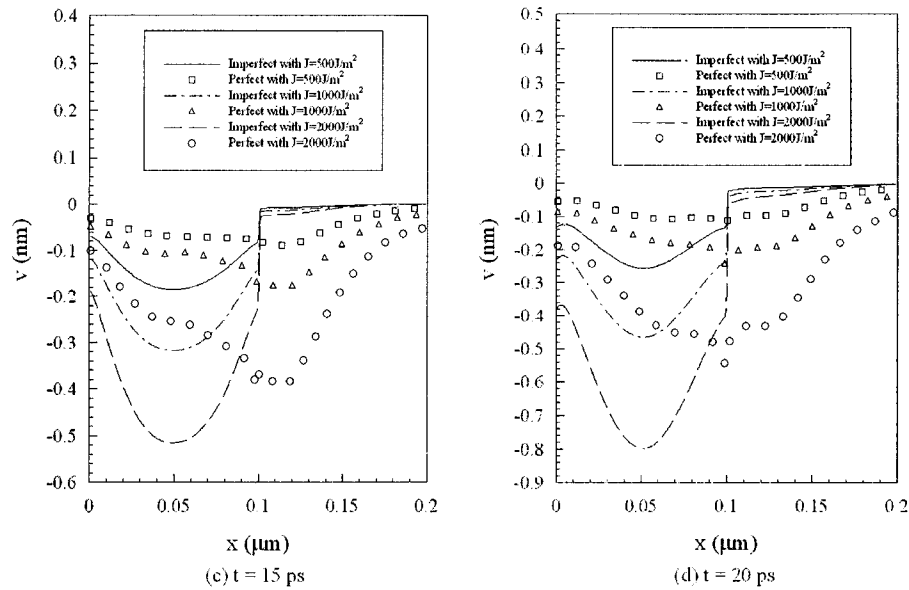 0.4
0.3
0.2
0.1
0
-0.1
-0.2
-0.3
-0.4
-0.5
-0.6
v (nm)
Imperfect with J=500J/m²
Perfect with J=500J/m²
Imperfect with J=1000J/m²
Perfect with J=1000J/m²
Imperfect with J=2000J/m²
Perfect with J=2000J/m²
0 0.05 0.1 0.15 0.2
x (μm)
(c) t = 15 ps
0.5
0.4
0.3
0.2
0.1
0
-0.1
-0.2
-0.3
-0.4
-0.5
-0.6
-0.7
-0.8
-0.9
v (nm)
Imperfect with J=500J/m²
Perfect with J=500J/m²
Imperfect with J=1000J/m²
Perfect with J=1000J/m²
Imperfect with J=2000J/m²
Perfect with J=2000J/m²
0 0.05 0.1 0.15 0.2
x (μm)
(d) t = 20 ps